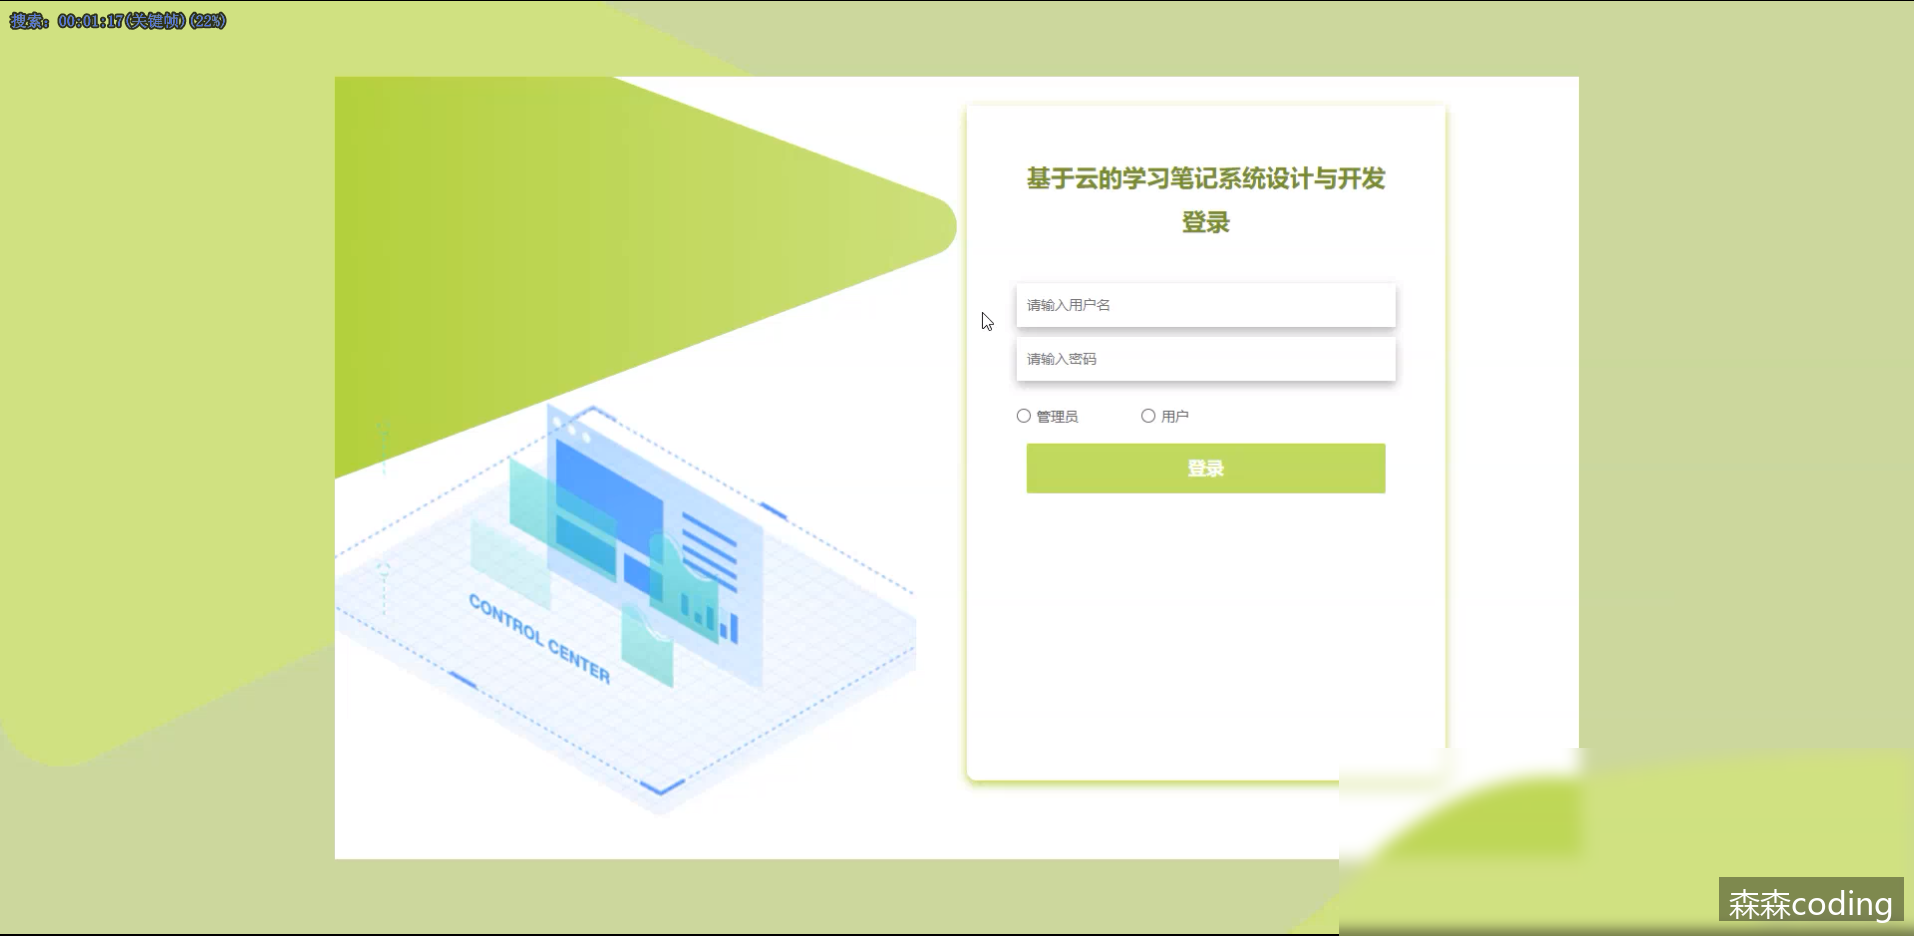 搜索: 00:01:17(关键帧)(22%)
基于云的学习笔记系统设计与开发
登录
请输入用户名
请输入密码
管理员
用户
登录
CONTROL CENTER
森森coding